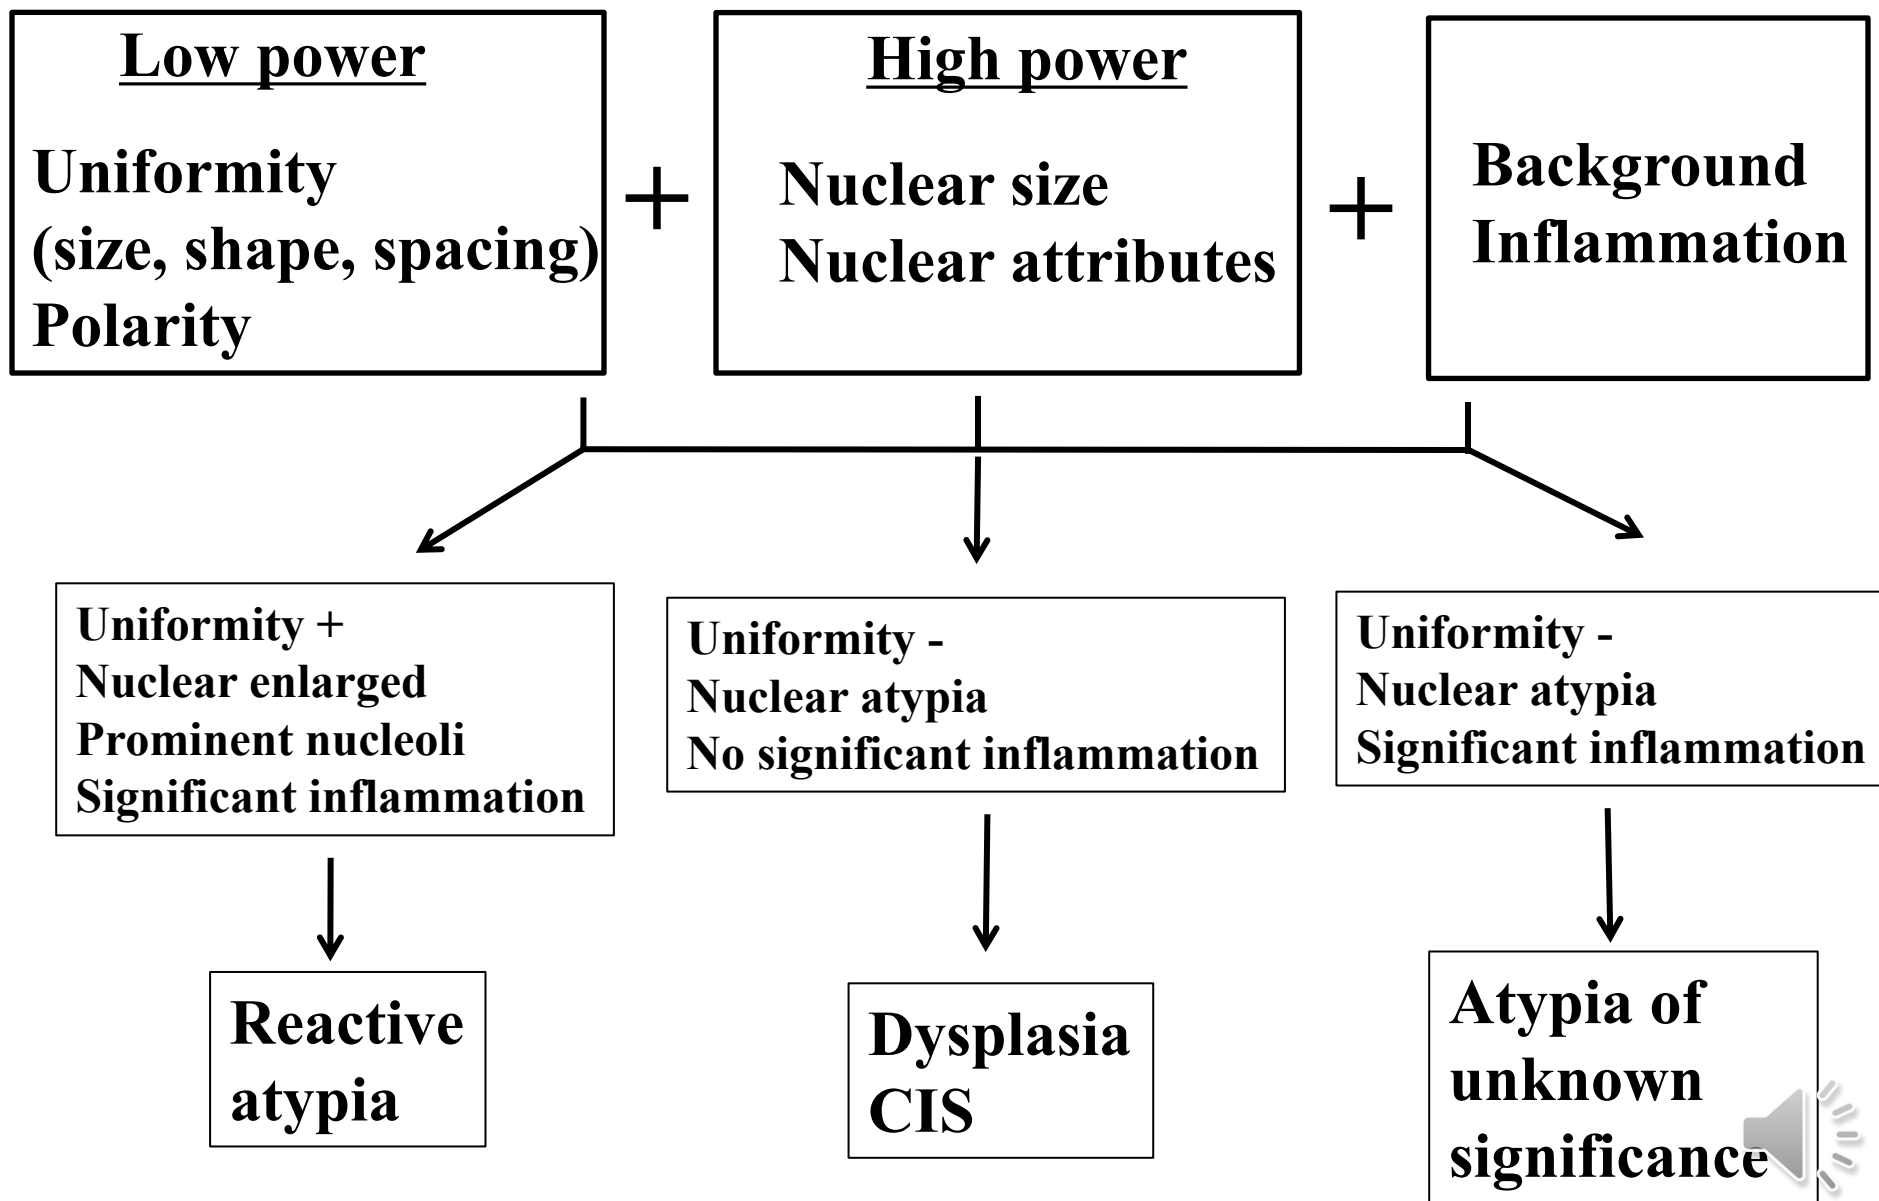 Low power
Uniformity
(size, shape, spacing)
Polarity
+
High power
Nuclear size
Nuclear attributes
+
Background
Inflammation
Uniformity +
Nuclear enlarged
Prominent nucleoli
Significant inflammation
Uniformity -
Nuclear atypia
No significant inflammation
Uniformity -
Nuclear atypia
Significant inflammation
Reactive
atypia
Dysplasia
CIS
Atypia of
unknown
significance